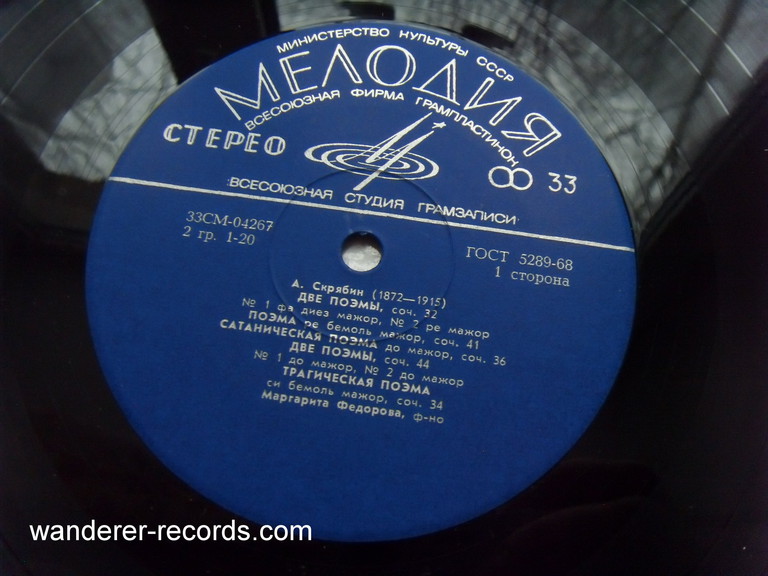 МИНИСТЕРСТВО КУЛЬТУРЫ СССР
МЕЛОДИЯ
ВСЕСОЮЗНАЯ ФИРМА ГРАМПЛАСТИНОК
СТЕРЕО
33
ВСЕСОЮЗНАЯ СТУДИЯ ГРАМЗАПИСИ
33СМ-04267
2 гр. 1-20
ГОСТ 5289-68
1 сторона
А. Скрябин (1872—1915)
ДВЕ ПОЭМЫ, соч. 32
№ 1 фа диез мажор, № 2 ре мажор
ПОЭМА ре бемоль мажор, соч. 41
САТАНИЧЕСКАЯ ПОЭМА до мажор, соч. 36
ДВЕ ПОЭМЫ, соч. 44
№ 1 до мажор, № 2 до мажор
ТРАГИЧЕСКАЯ ПОЭМА
си бемоль мажор, соч. 34
Маргарита Федорова, ф-но
wanderer-records.com